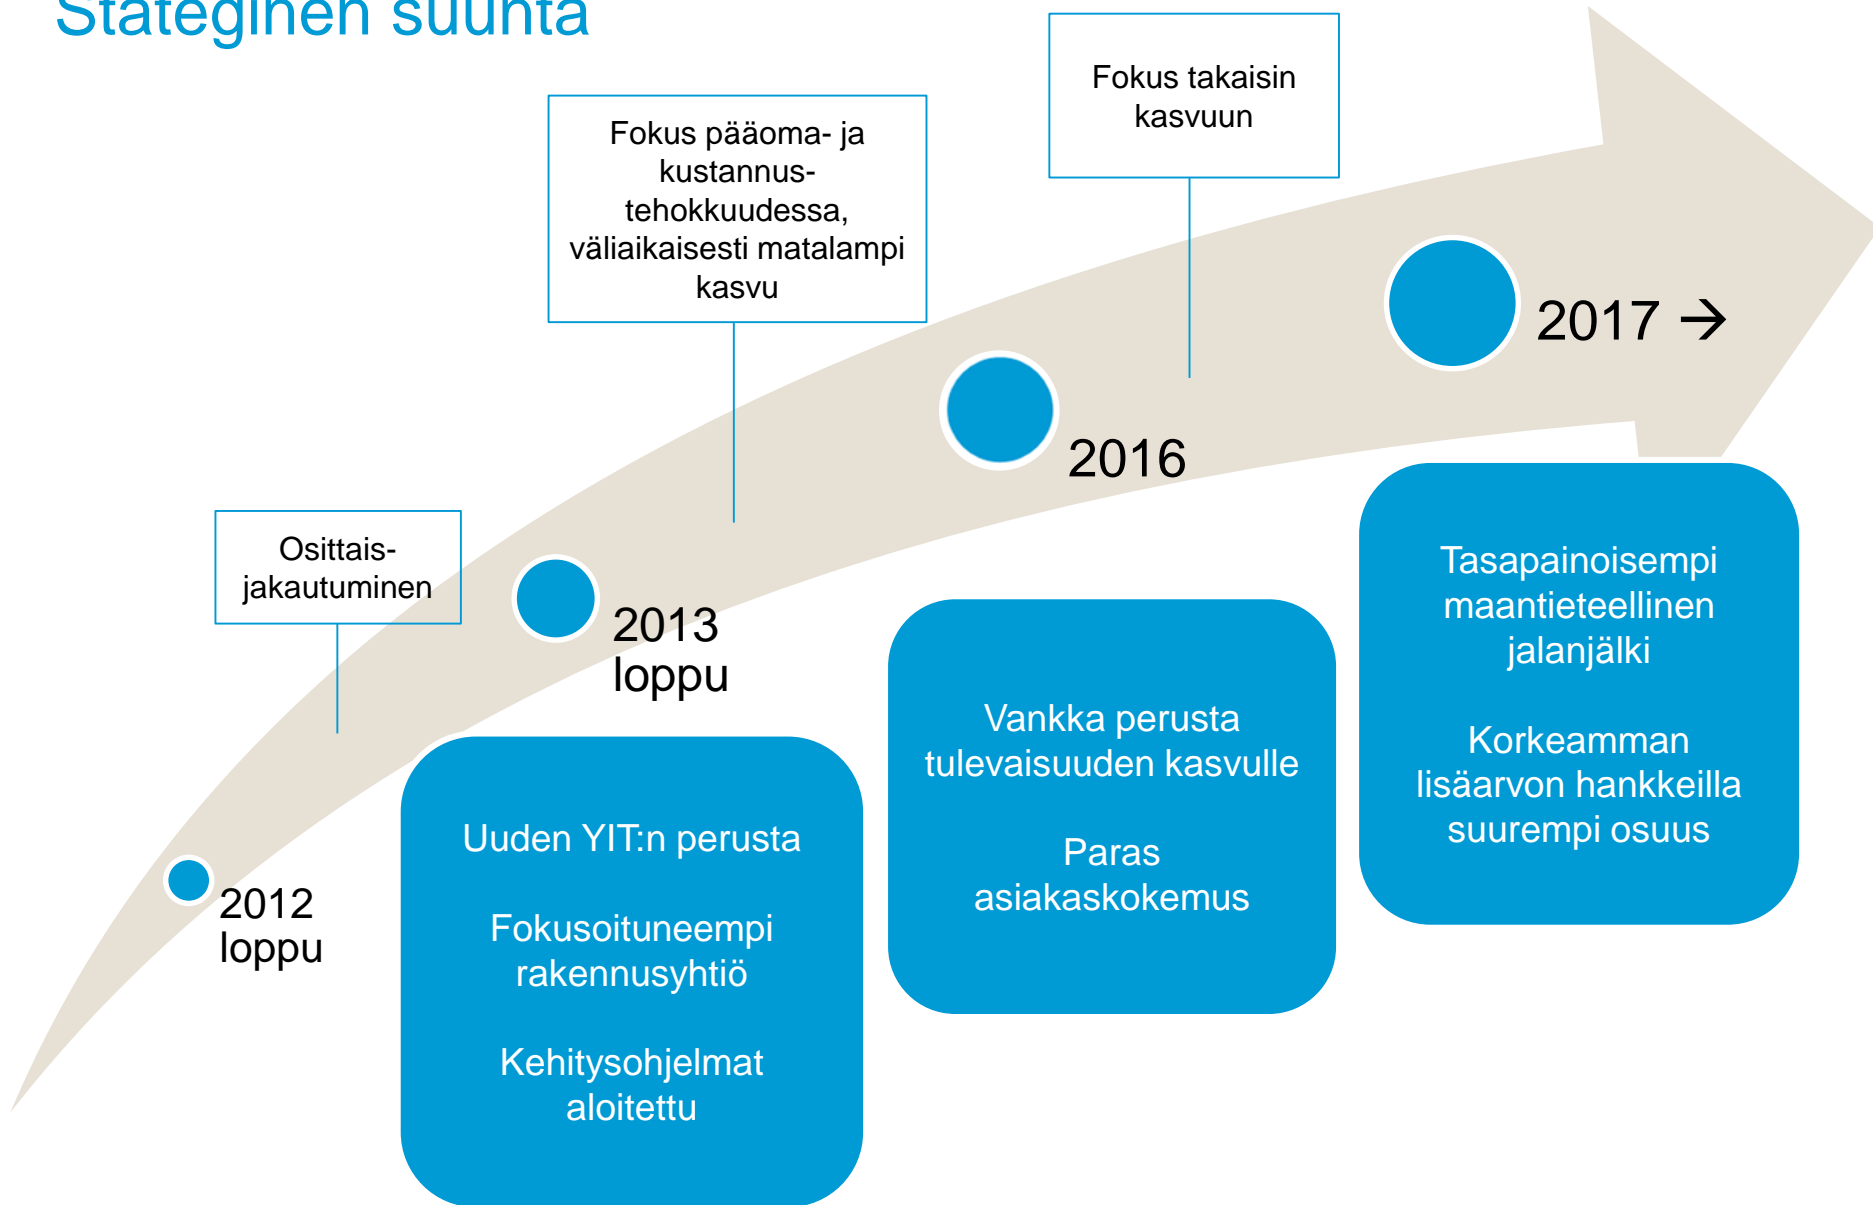 Stateginen suunta
Fokus takaisin
kasvuun
Fokus pääoma- ja
kustannus-
tehokkuudessa,
väliaikaisesti matalampi
kasvu
Osittais-
jakautuminen
2012
loppu
2013
loppu
2016
2017 →
Uuden YIT:n perusta
Fokusoituneempi
rakennusyhtiö
Kehitysohjelmat
aloitettu
Vankka perusta
tulevaisuuden kasvulle
Paras
asiakaskokemus
Tasapainoisempi
maantieteellinen
jalanjälki
Korkeamman
lisäarvon hankkeilla
suurempi osuus